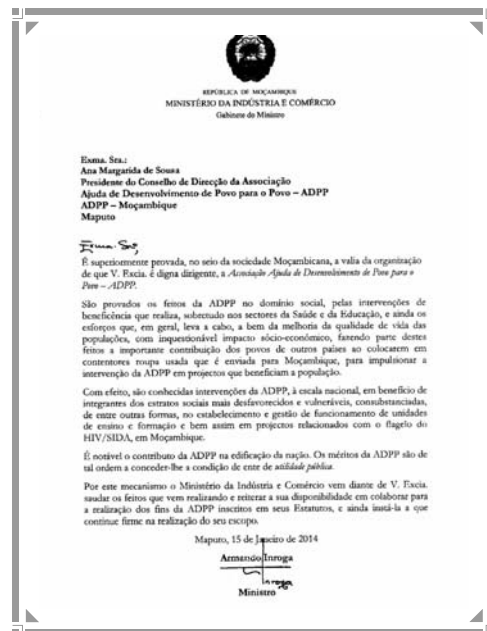 REPÚBLICA DE MOÇAMBIQUE
MINISTÉRIO DA INDÚSTRIA E COMÉRCIO
Gabinete do Ministro
Exma. Sra.:
Ana Margarida de Sousa
Presidente do Conselho de Direcção da Associação
Ajuda de Desenvolvimento de Povo para o Povo – ADPP
ADPP – Moçambique
Maputo
Exma. Sra,
É superiormente provada, no seio da sociedade Moçambicana, a valia da organização
de que V. Excia. é digna dirigente, a Associação Ajuda de Desenvolvimento de Povo para o
Povo – ADPP.
São provados os feitos da ADPP no domínio social, pelas intervenções de
beneficência que realiza, sobretudo nos sectores da Saúde e da Educação, e ainda os
esforços que, em geral, leva a cabo, a bem da melhoria da qualidade de vida das
populações, com inquestionável impacto sócio-económico, fazendo parte destes
feitos a importante contribuição dos povos de outros países ao colocarem em
contentores roupa usada que é enviada para Moçambique, para impulsionar a
intervenção da ADPP em projectos que beneficiam a população.
Com efeito, são conhecidas intervenções da ADPP, à escala nacional, em benefício de
integrantes dos estratos sociais mais desfavorecidos e vulneráveis, consubstanciadas,
de entre outras formas, no estabelecimento e gestão de funcionamento de unidades
de ensino e formação e bem assim em projectos relacionados com o flagelo do
HIV/SIDA, em Moçambique.
É notável o contributo da ADPP na edificação da nação. Os méritos da ADPP são de
tal ordem a conceder-lhe a condição de ente de utilidade pública.
Por este mecanismo o Ministério da Indústria e Comércio vem diante de V. Excia.
saudar os feitos que vem realizando e reiterar a sua disponibilidade em colaborar para
a realização dos fins da ADPP inscritos em seus Estatutos, e ainda instá-la a que
continue firme na realização do seu escopo.
Maputo, 15 de Janeiro de 2014
Armando Inroga
Inroga
Ministro